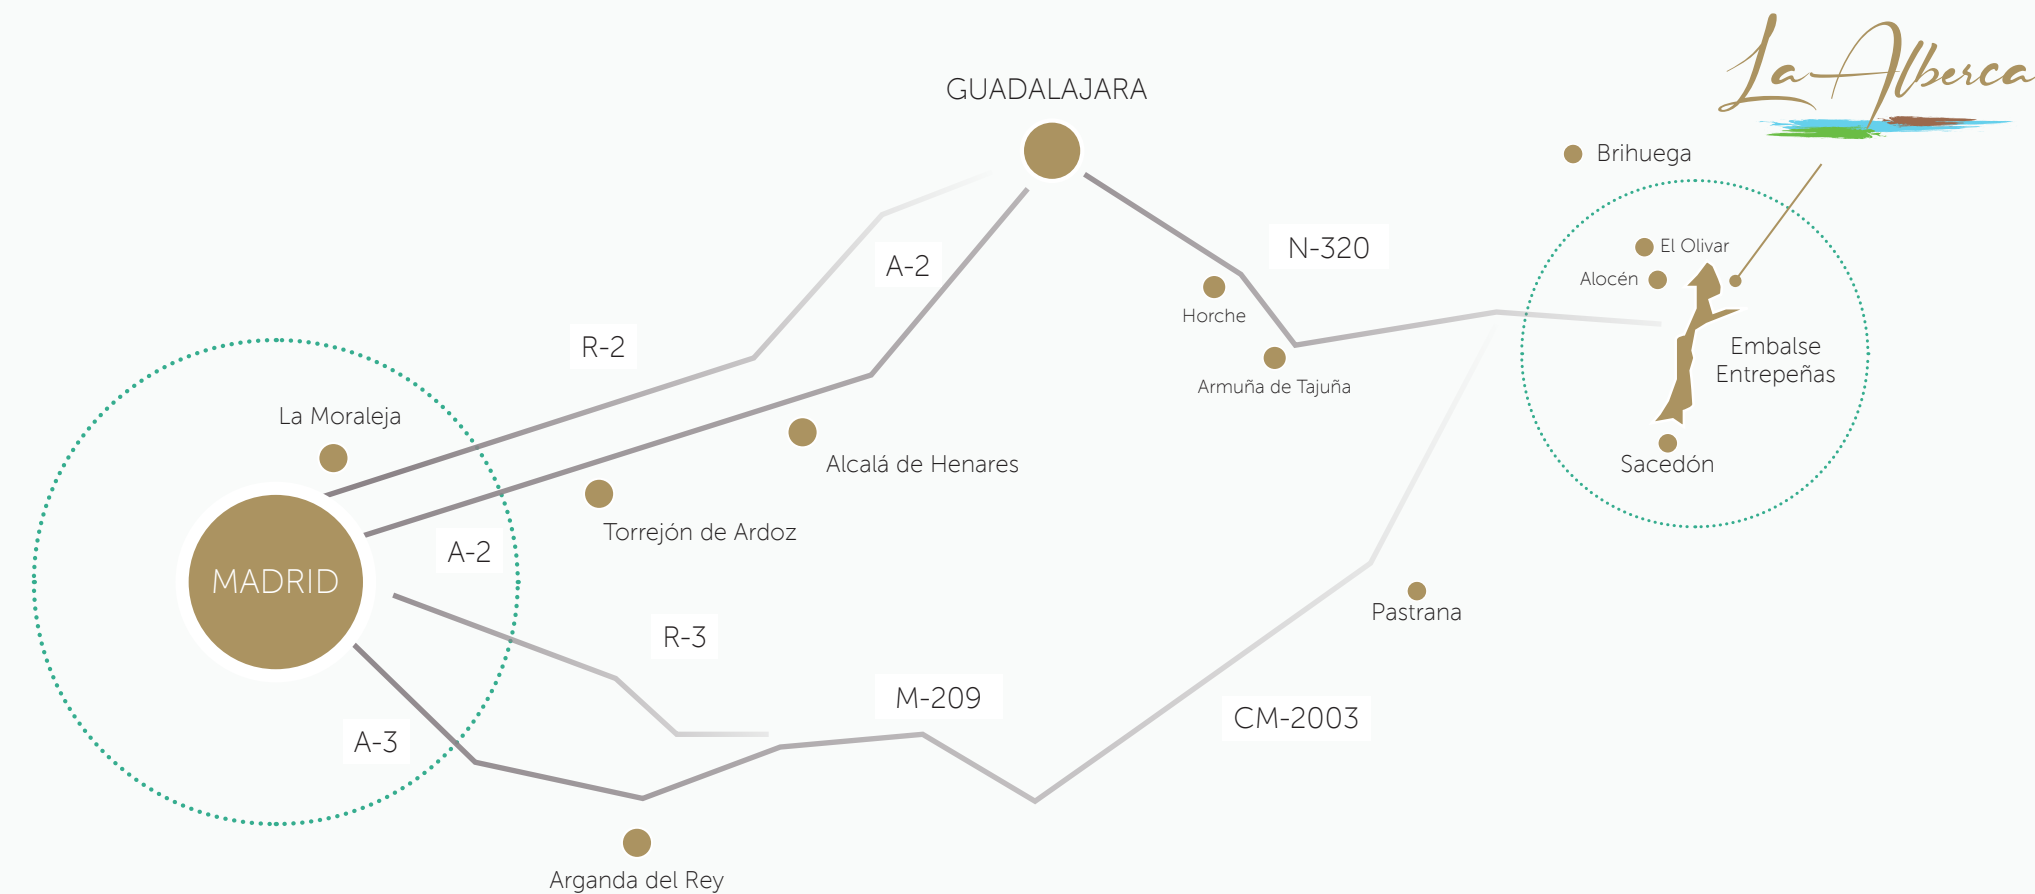 La Alberca
GUADALAJARA
Brihuega
N-320
El Olivar
A-2
Alocén
Horche
R-2
Embalse
Entrepeñas
Armuña de Tajuña
La Moraleja
Alcalá de Henares
Sacedón
Torrejón de Ardoz
A-2
MADRID
Pastrana
R-3
M-209
CM-2003
A-3
Arganda del Rey